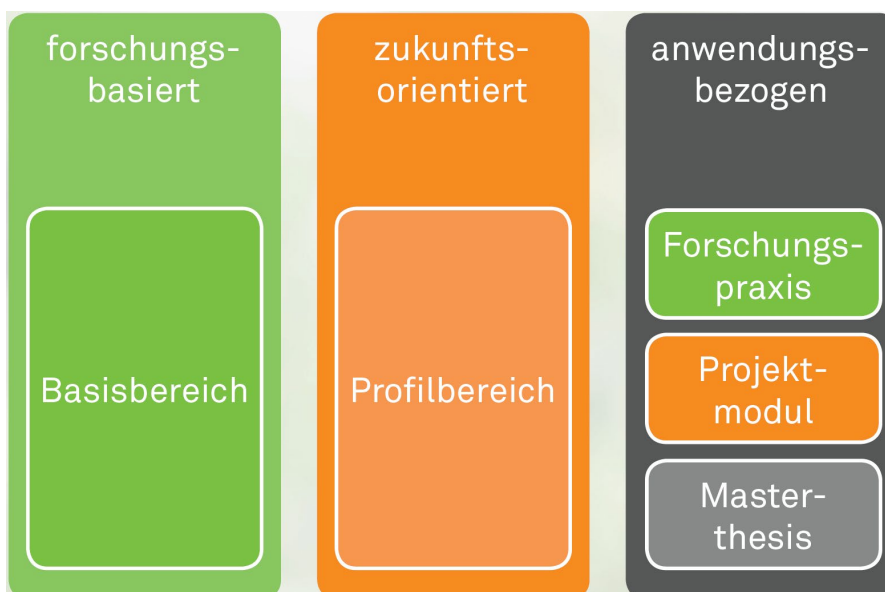 forschungs-
basiert
Basisbereich
zukunfts-
orientiert
Profilbereich
anwendungs-
bezogen
Forschungs-
praxis
Projekt-
modul
Master-
thesis